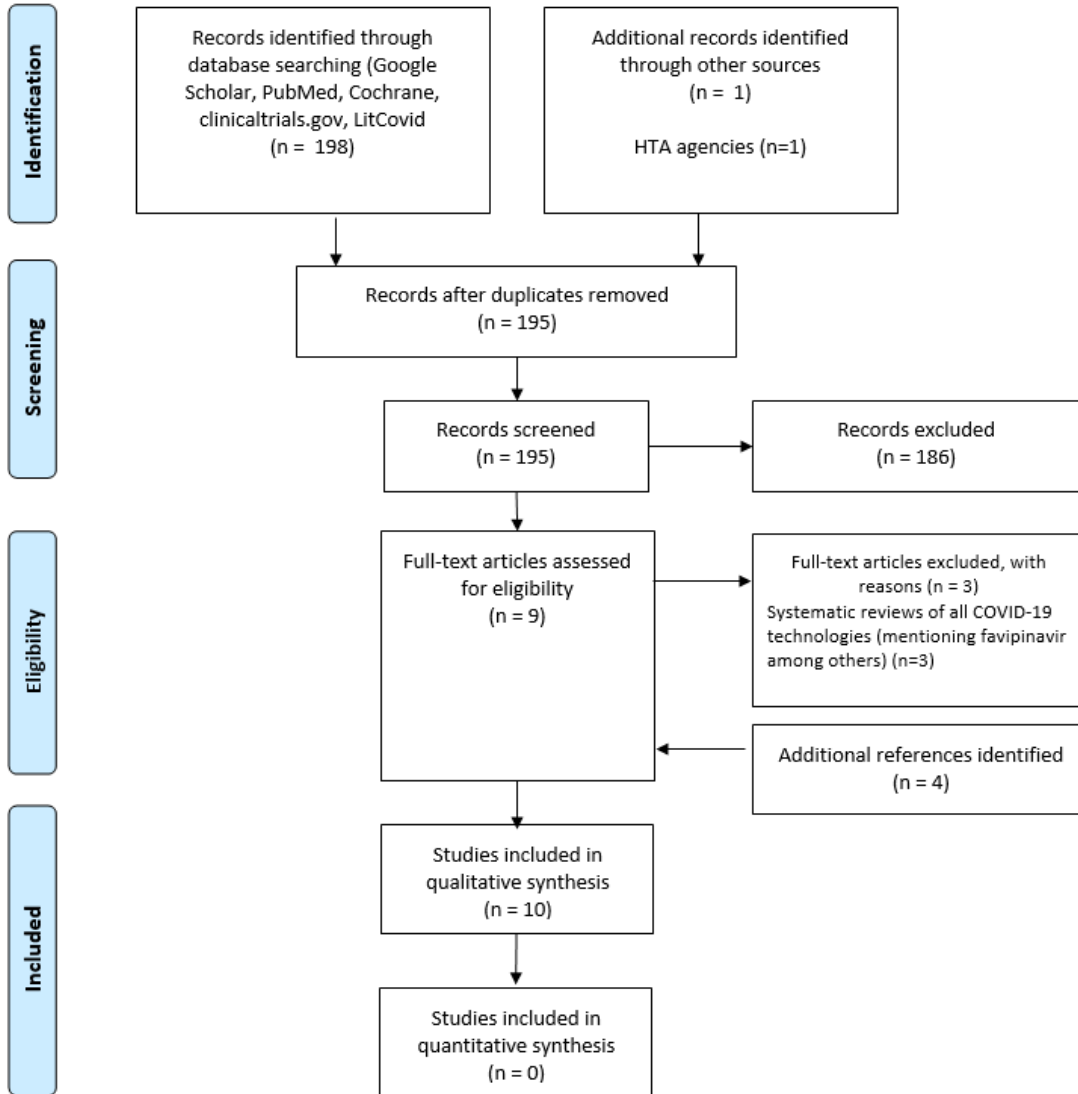 Identification
Records identified through
database searching (Google
Scholar, PubMed, Cochrane,
clinicaltrials.gov, LitCovid
(n = 198)
Additional records identified
through other sources
(n = 1)
HTA agencies (n=1)
Screening
Records after duplicates removed
(n = 195)
Records screened
(n = 195)
Records excluded
(n = 186)
Eligibility
Full-text articles assessed
for eligibility
(n = 9)
Full-text articles excluded, with
reasons (n = 3)
Systematic reviews of all COVID-19
technologies (mentioning favipinavir
among others) (n=3)
Additional references identified
(n = 4)
Included
Studies included in
qualitative synthesis
(n = 10)
Studies included in
quantitative synthesis
(n = 0)